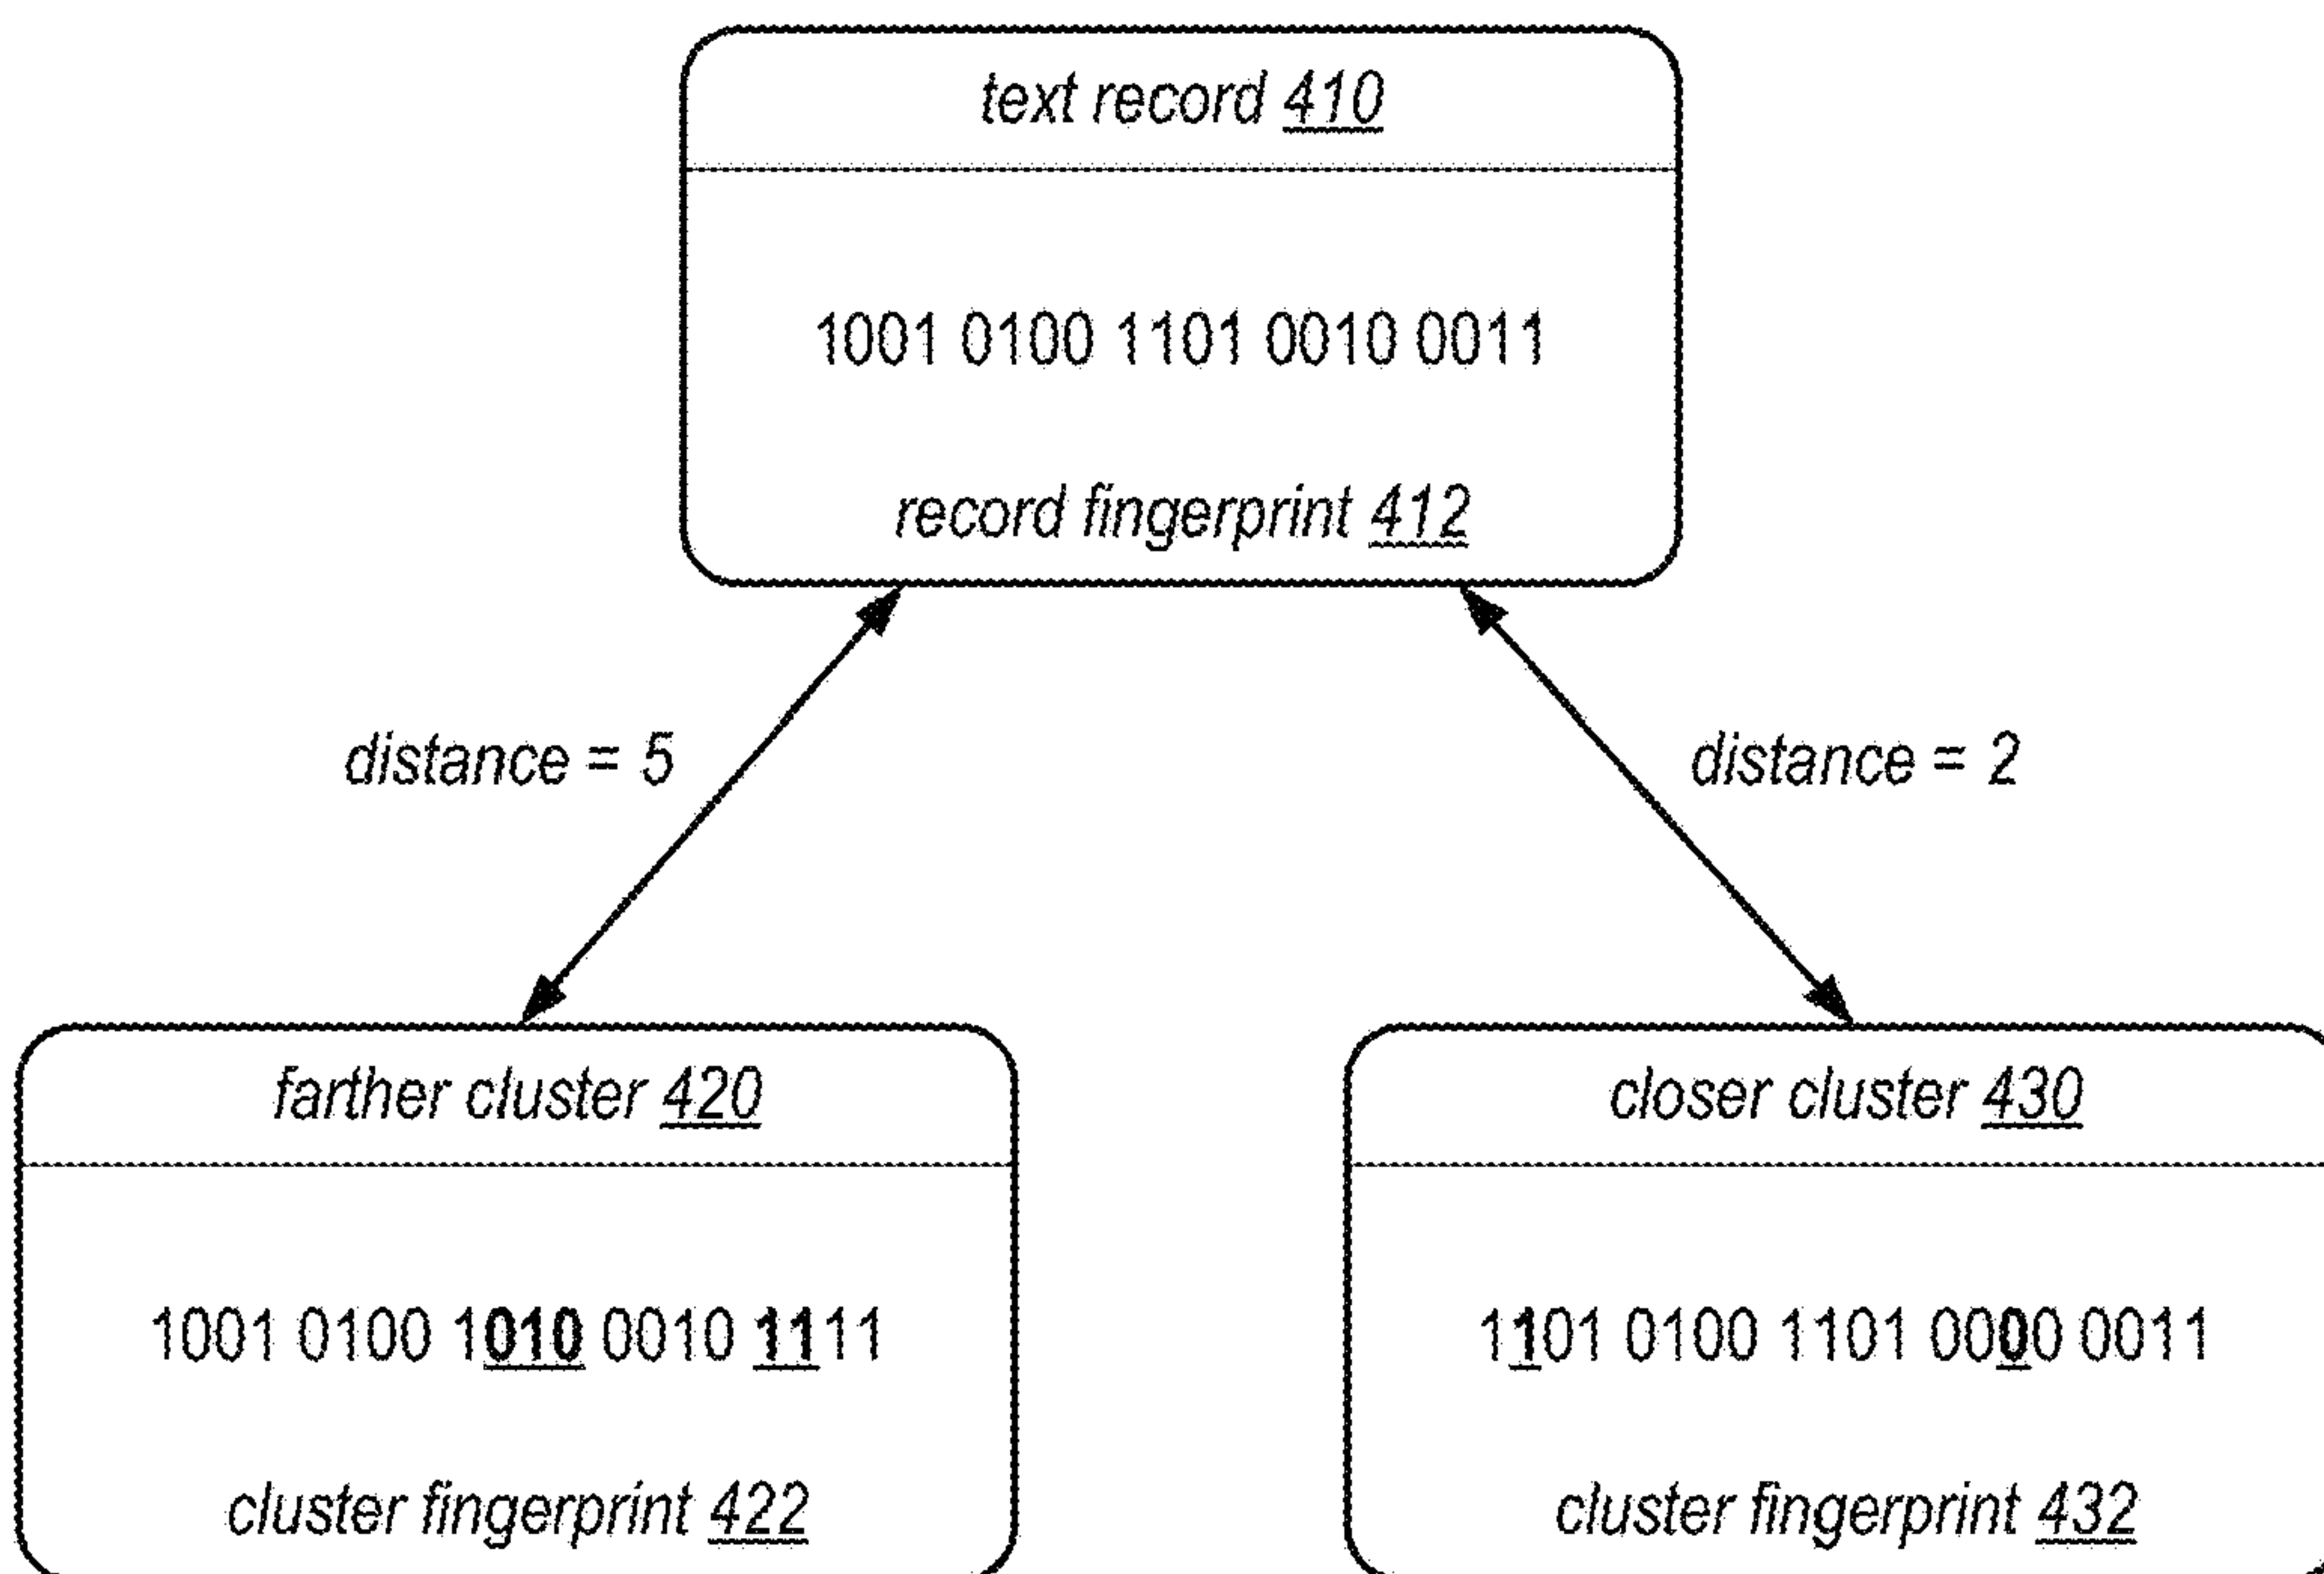 text record 410
1001 0100 1101 0010 0011
record fingerprint 412
distance = 5
distance = 2
farther cluster 420
1001 0100 1010 0010 1111
cluster fingerprint 422
closer cluster 430
1101 0100 1101 0000 0011
cluster fingerprint 432